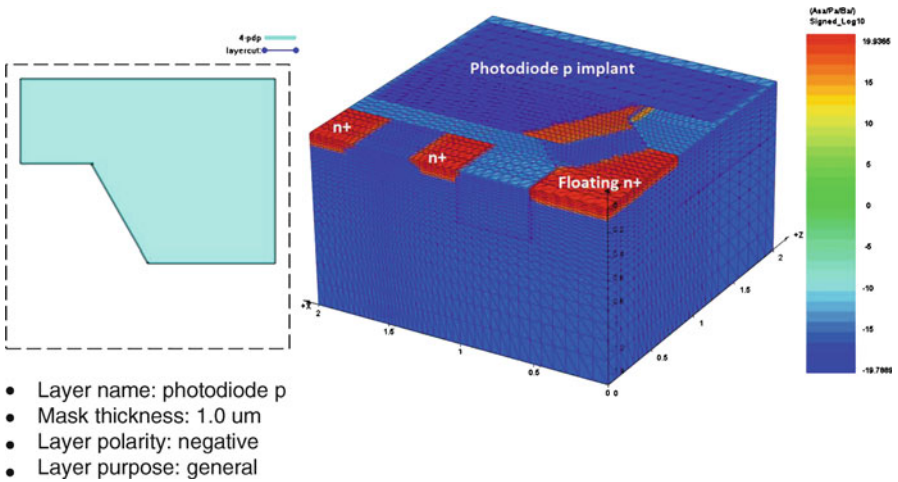 4-pdp
layercut:
(Asa/Pa/Ba/)
Signed_Log10
19.9365
15
10
5
0
-5
-10
-15
-19.7669
Photodiode p implant
n+
n+
Floating n+
+Z
2
1.5
1
0.5
0
+X
2
1.5
1
0.5
0
• Layer name: photodiode p
• Mask thickness: 1.0 um
• Layer polarity: negative
• Layer purpose: general